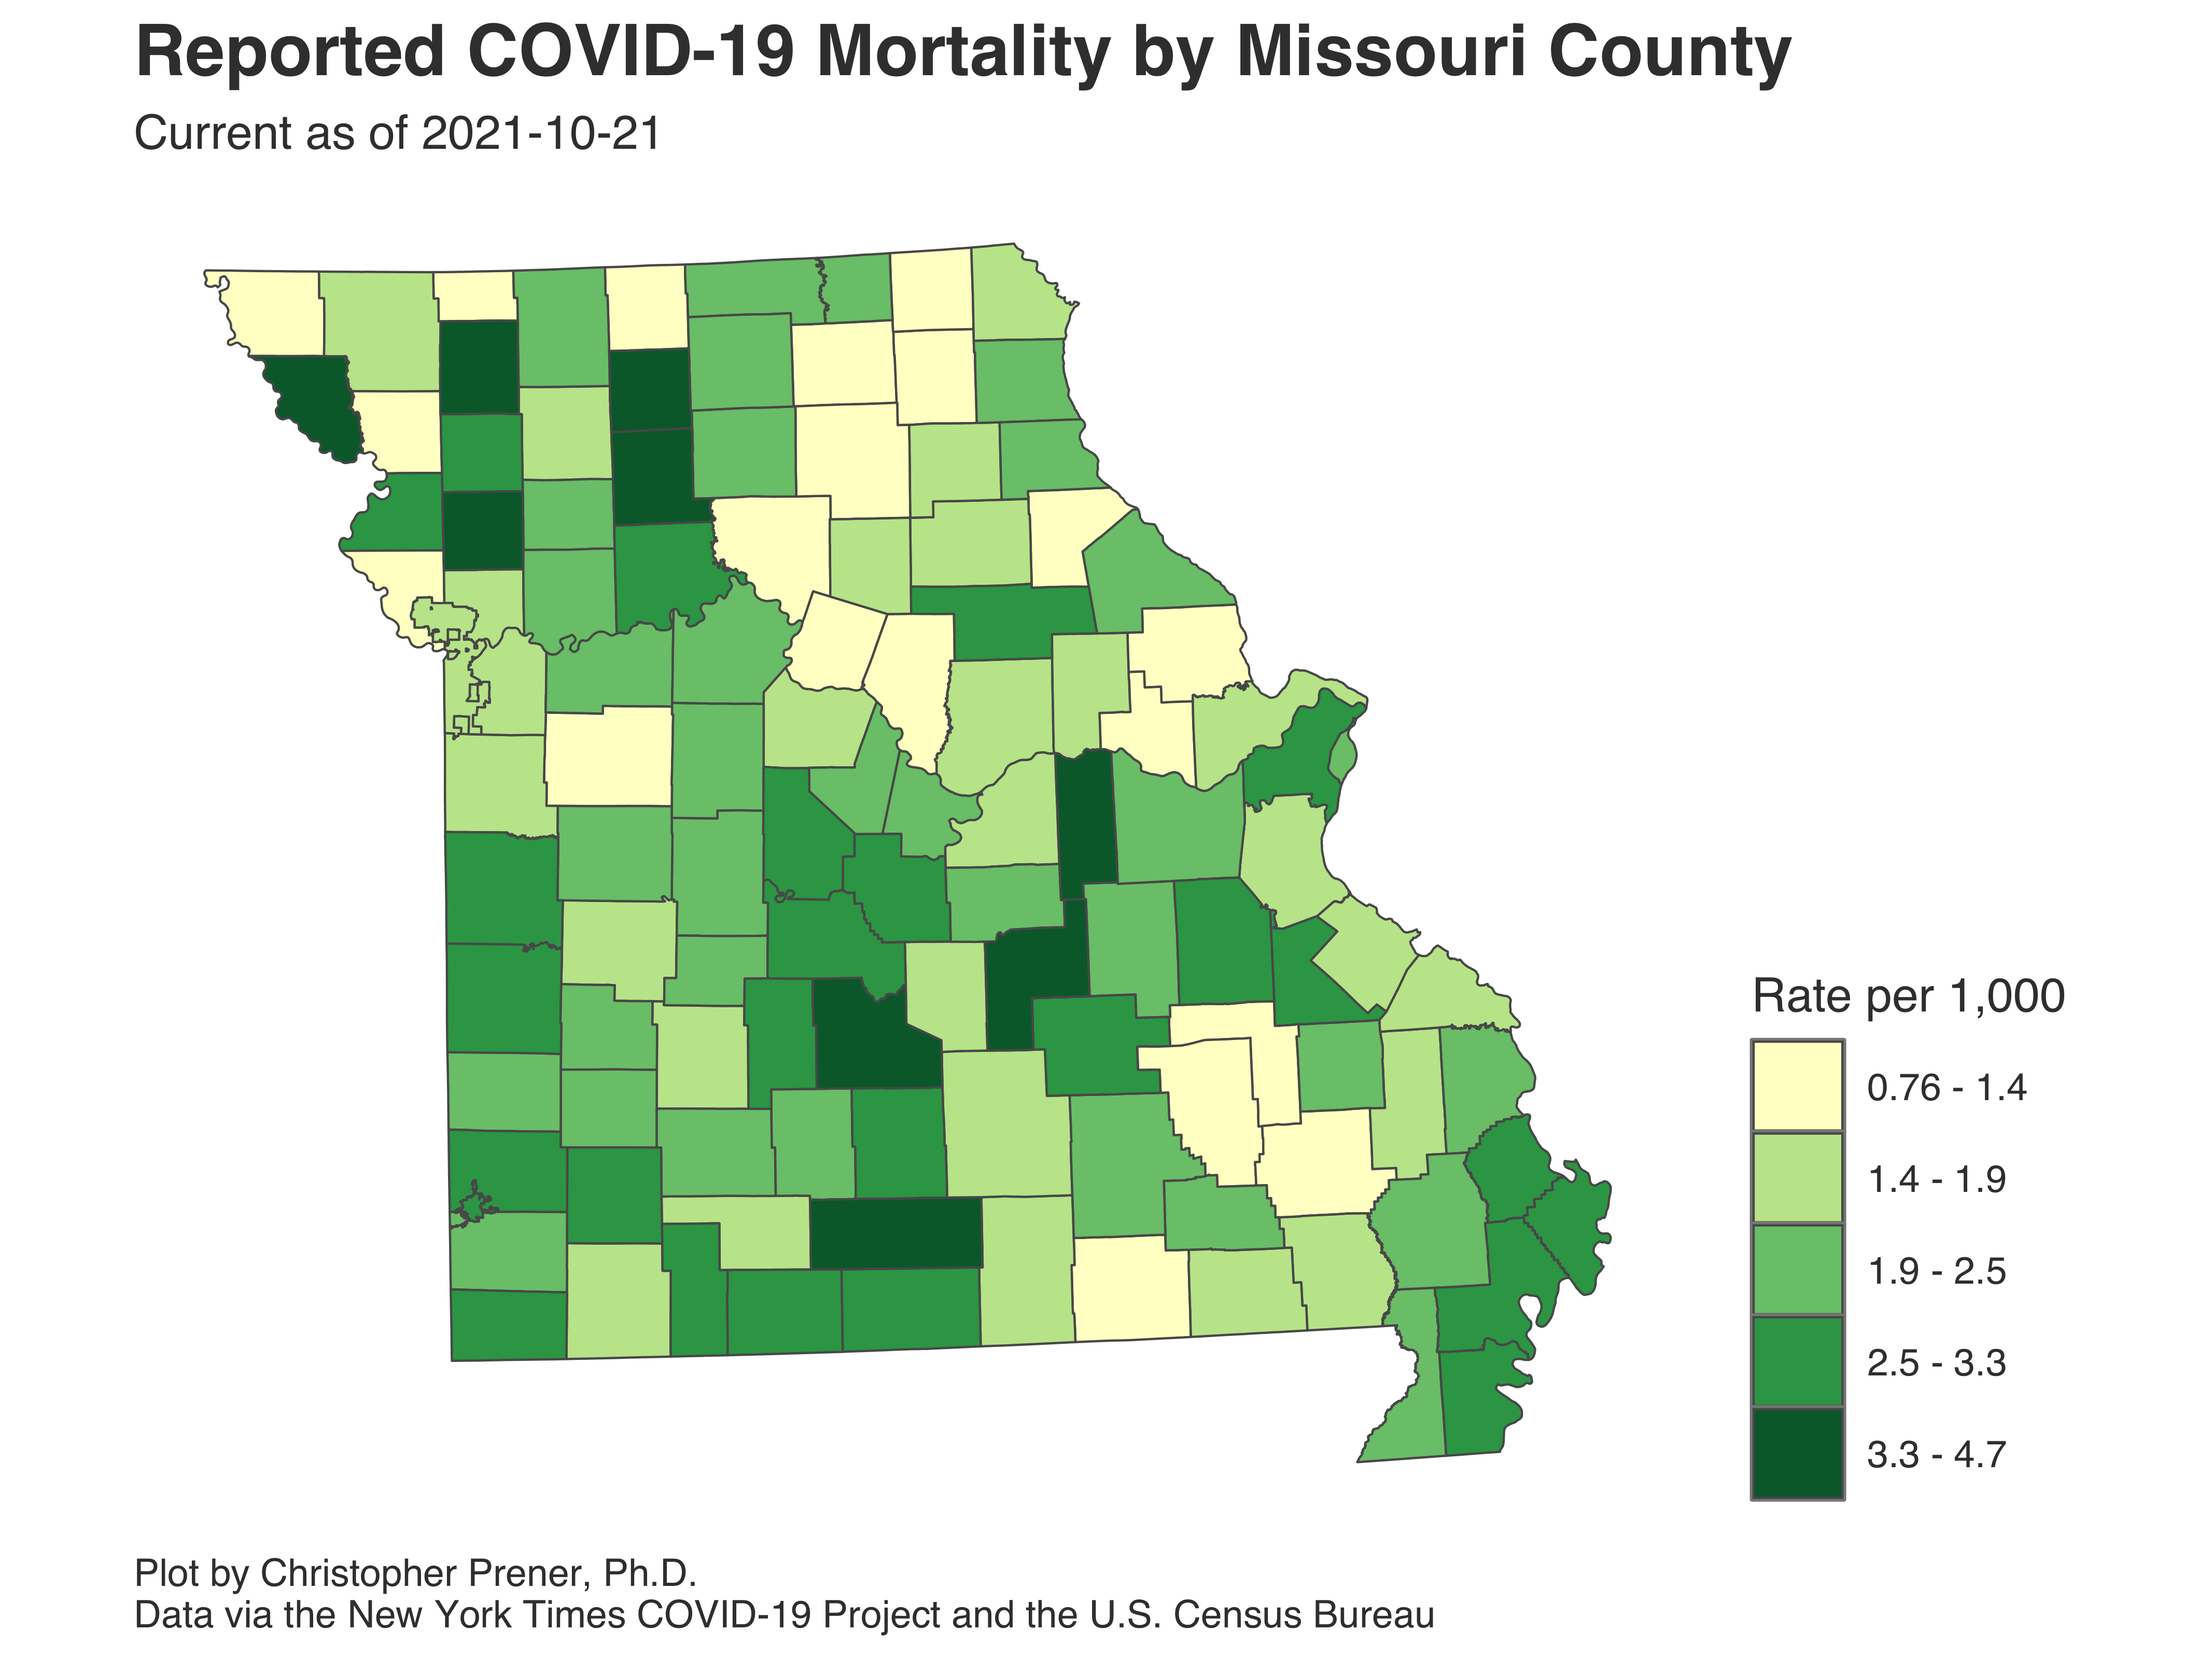 Reported COVID-19 Mortality by Missouri County
Current as of 2021-10-21
Rate per 1,000
0.76 - 1.4
1.4 - 1.9
1.9 - 2.5
2.5 - 3.3
3.3 - 4.7
Plot by Christopher Prener, Ph.D.
Data via the New York Times COVID-19 Project and the U.S. Census Bureau